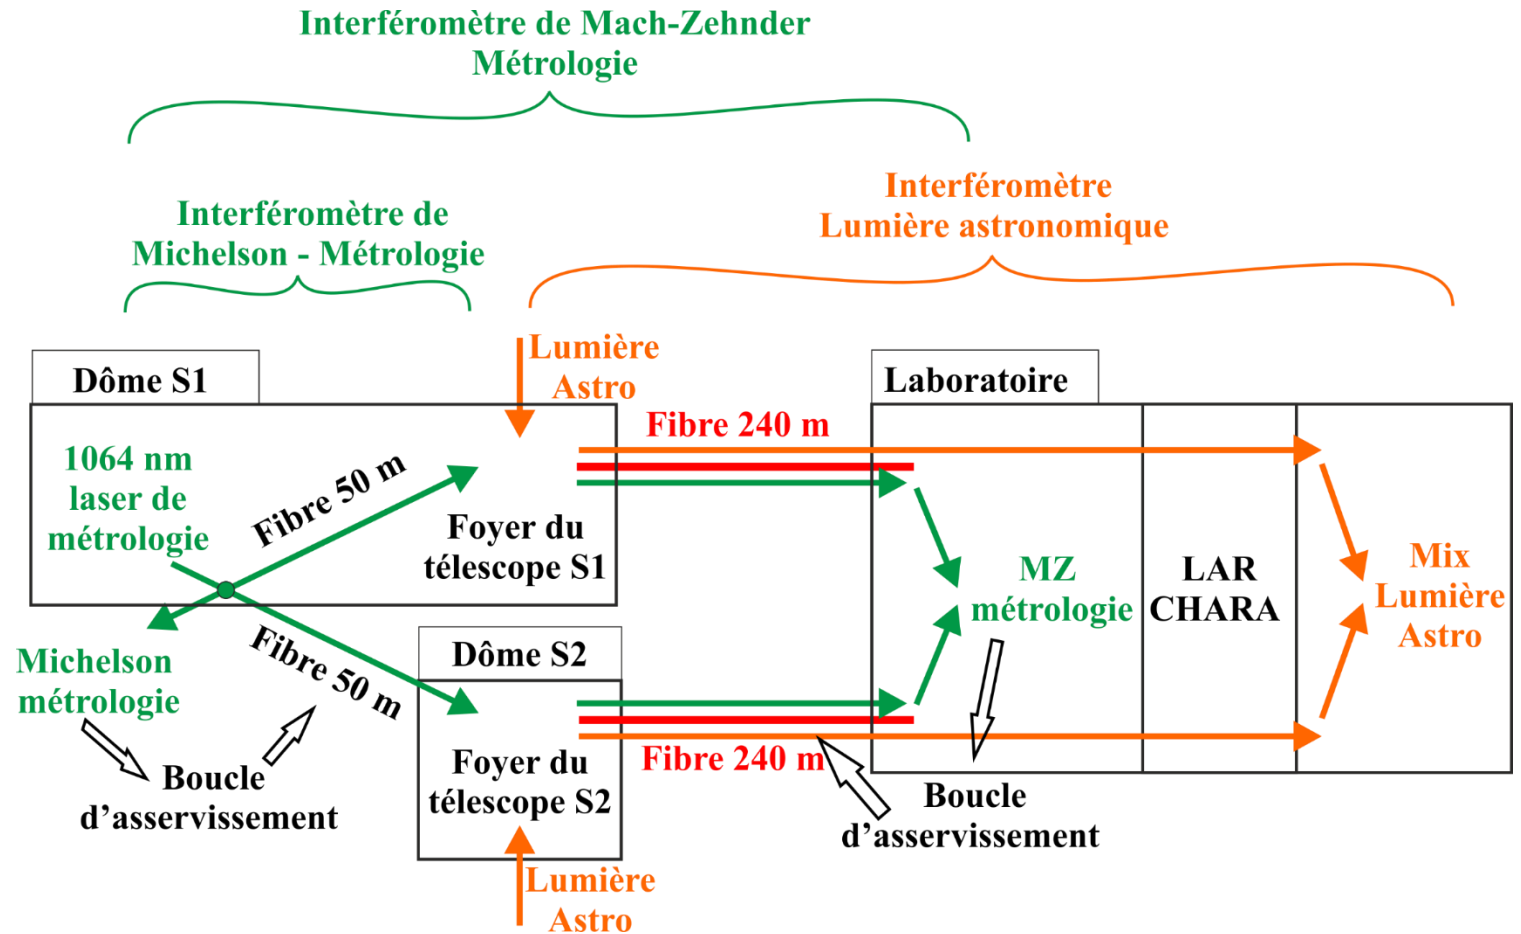 Interféromètre de Mach-Zehnder
Métrologie
Interféromètre
Lumière astronomique
Interféromètre de
Michelson - Métrologie
Dôme S1
Lumière
Astro
Laboratoire
1064 nm
laser de
métrologie
Fibre 50 m
Foyer du
télescope S1
Fibre 240 m
MZ
métrologie
LAR
CHARA
Mix
Lumière
Astro
Michelson
métrologie
Fibre 50 m
Dôme S2
Foyer du
télescope S2
Fibre 240 m
Boucle
d’asservissement
Boucle
d’asservissement
Lumière
Astro